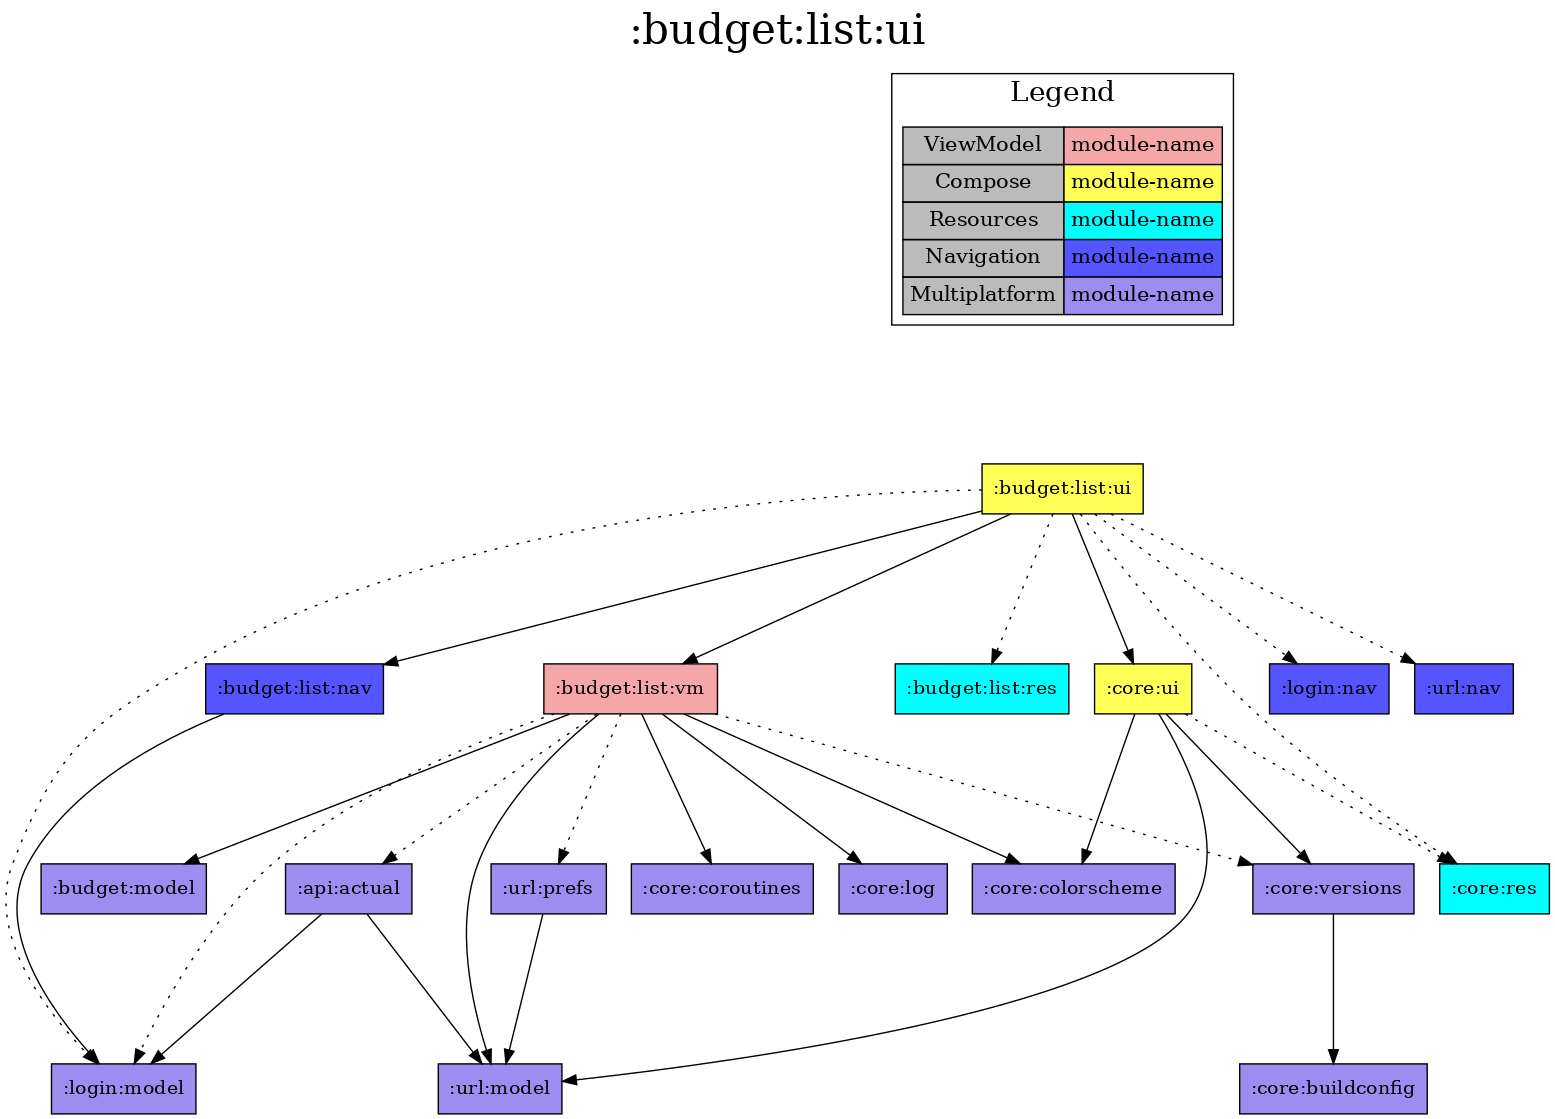 :budget:list:ui
Legend
ViewModel module-name
Compose module-name
Resources module-name
Navigation module-name
Multiplatform module-name
:budget:list:ui
:budget:list:nav
:budget:list:vm
:budget:list:res
:core:ui
:login:nav
:url:nav
:budget:model
:api:actual
:url:prefs
:core:coroutines
:core:log
:core:colorscheme
:core:versions
:core:res
:login:model
:url:model
:core:buildconfig